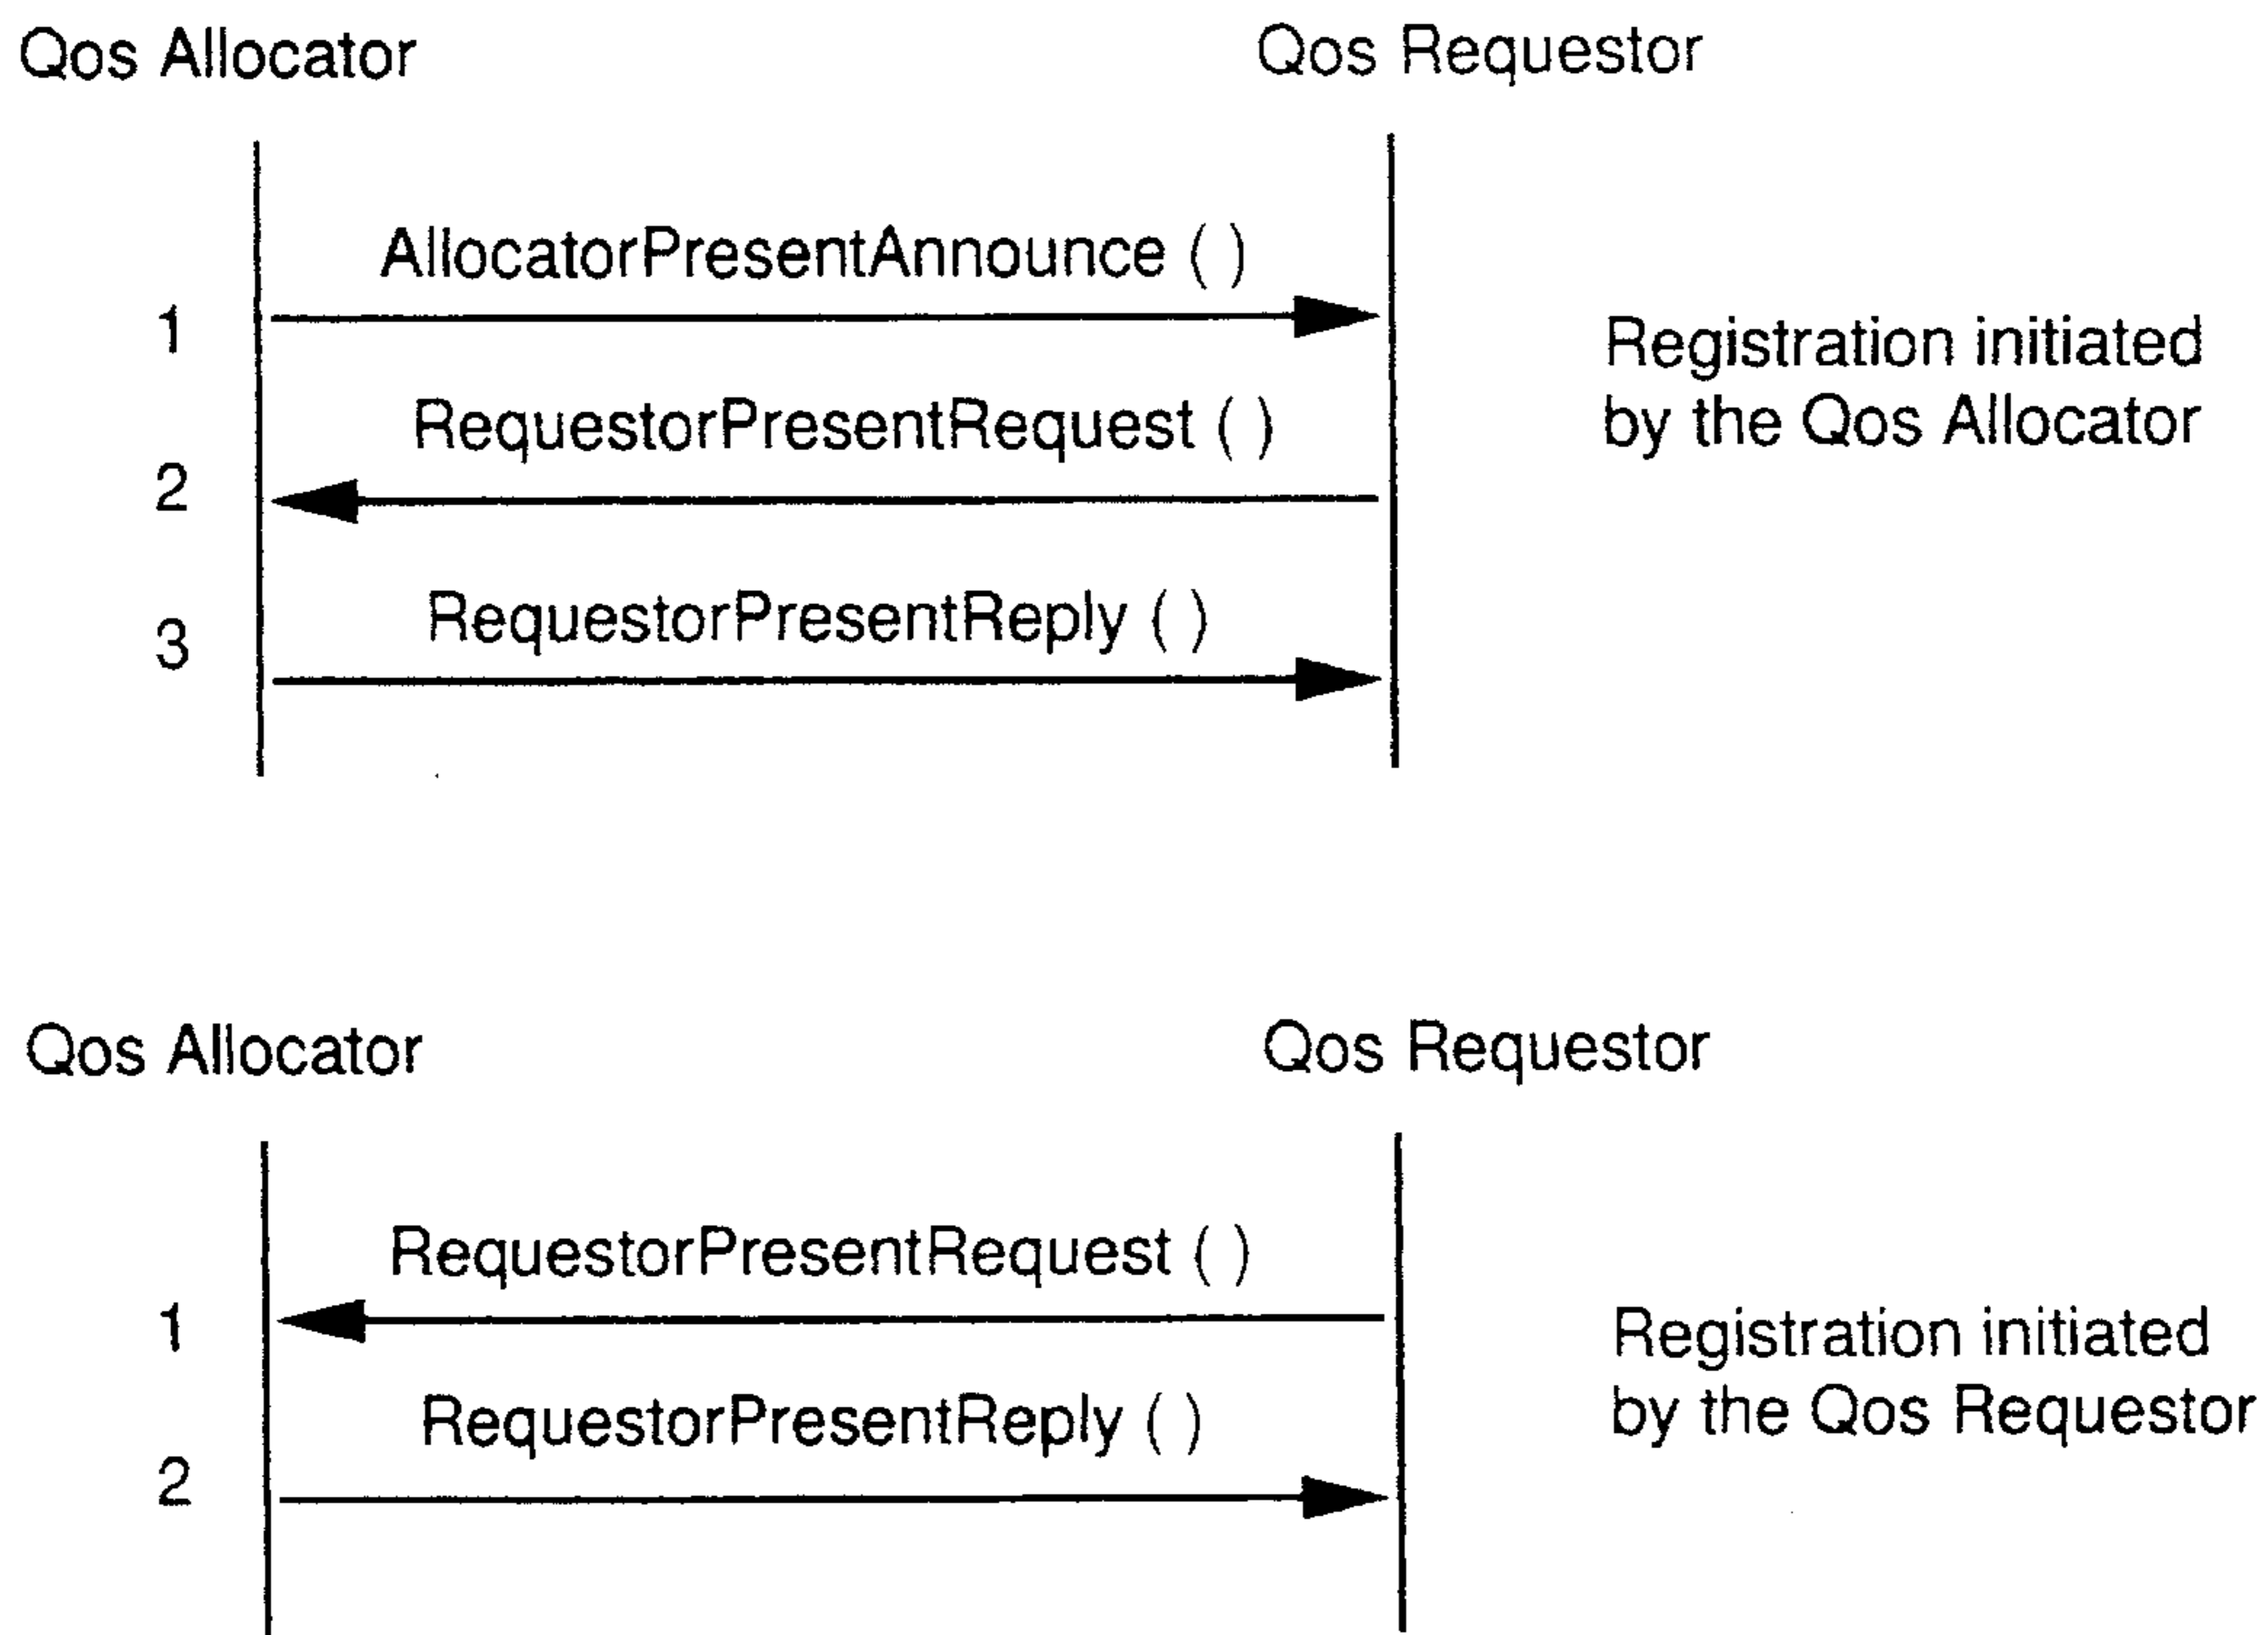 Qos Allocator
Qos Requestor
AllocatorPresentAnnounce ( )
1
Registration initiated
by the Qos Allocator
RequestorPresentRequest ( )
2
RequestorPresentReply ( )
3
Qos Allocator
Qos Requestor
RequestorPresentRequest ( )
1
Registration initiated
by the Qos Requestor
RequestorPresentReply ( )
2